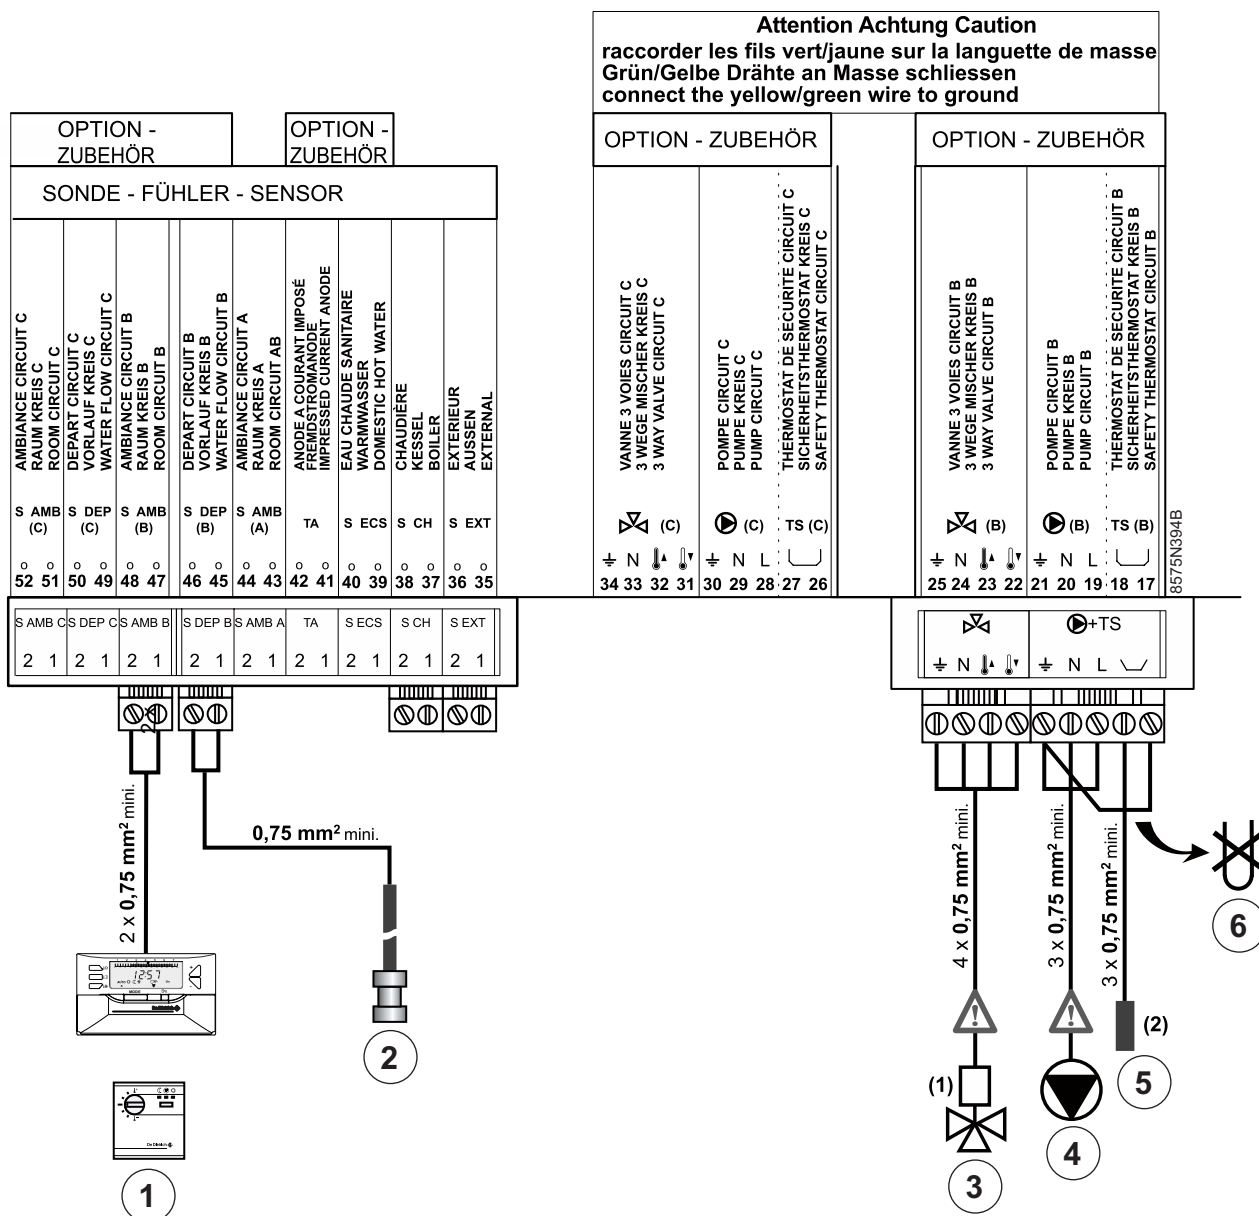 Attention Achtung Caution
raccorder les fils vert/jaune sur la languette de masse
Grün/Gelbe Drähte an Masse schliessen
connect the yellow/green wire to ground
OPTION -
ZUBEHÖR
OPTION -
ZUBEHÖR
SONDE - FÜHLER - SENSOR
OPTION - ZUBEHÖR
OPTION - ZUBEHÖR
AMBIANCE CIRCUIT C
RAUM KREIS C
ROOM CIRCUIT C
DEPART CIRCUIT C
VORLAUF KREIS C
WATER FLOW CIRCUIT C
AMBIANCE CIRCUIT B
RAUM KREIS B
ROOM CIRCUIT B
DEPART CIRCUIT B
VORLAUF KREIS B
WATER FLOW CIRCUIT B
AMBIANCE CIRCUIT A
RAUM KREIS A
ROOM CIRCUIT AB
ANODE A COURANT IMPOSÉ
FREMDSTROMANODE
IMPRESSED CURRENT ANODE
EAU CHAUDE SANITAIRE
WARMWASSER
DOMES TIC HOT WATER
CHAUDIÈRE
KESSEL
BOILER
EXTERIEUR
AUSSEN
EXTERNAL
VANNE 3 VOIES CIRCUIT C
3 WEGE MISCHER KREIS C
3 WAY VALVE CIRCUIT C
POMPE CIRCUIT C
PUMPE KREIS C
PUMP CIRCUIT C
THERMOSTAT DE SECURITE CIRCUIT C
SICHERHEITSTHERMOSTAT KREIS C
SAFETY THERMOSTAT CIRCUIT C
VANNE 3 VOIES CIRCUIT B
3 WEGE MISCHER KREIS B
3 WAY VALVE CIRCUIT B
POMPE CIRCUIT B
PUMPE KREIS B
PUMP CIRCUIT B
THERMOSTAT DE SECURITE CIRCUIT B
SICHERHEITSTHERMOSTAT KREIS B
SAFETY THERMOSTAT CIRCUIT B
S AMB (C)
S DEP (C)
S AMB (B)
S DEP (B)
S AMB (A)
TA
S ECS
S CH
S EXT
(C)
(C)
TS (C)
(B)
(B)
TS (B)
N
N L
N
N L
52 51 50 49 48 47 46 45 44 43 42 41 40 39 38 37 36 35
34 33 32 31 30 29 28 27 26
25 24 23 22 21 20 19 18 17
8575N394B
S AMB C S DEP C S AMB B S DEP B S AMB A TA S ECS S CH S EXT
2 1 2 1 2 1 2 1 2 1 2 1 2 1 2 1 2 1
+TS
N N L
2 x
2 x 0,75 mm² mini.
0,75 mm² mini.
4 x 0,75 mm² mini.
3 x 0,75 mm² mini.
3 x 0,75 mm² mini.
12:57
AUTO
MODE
De Dietrich
(1)
(2)
1
2
3
4
5
6